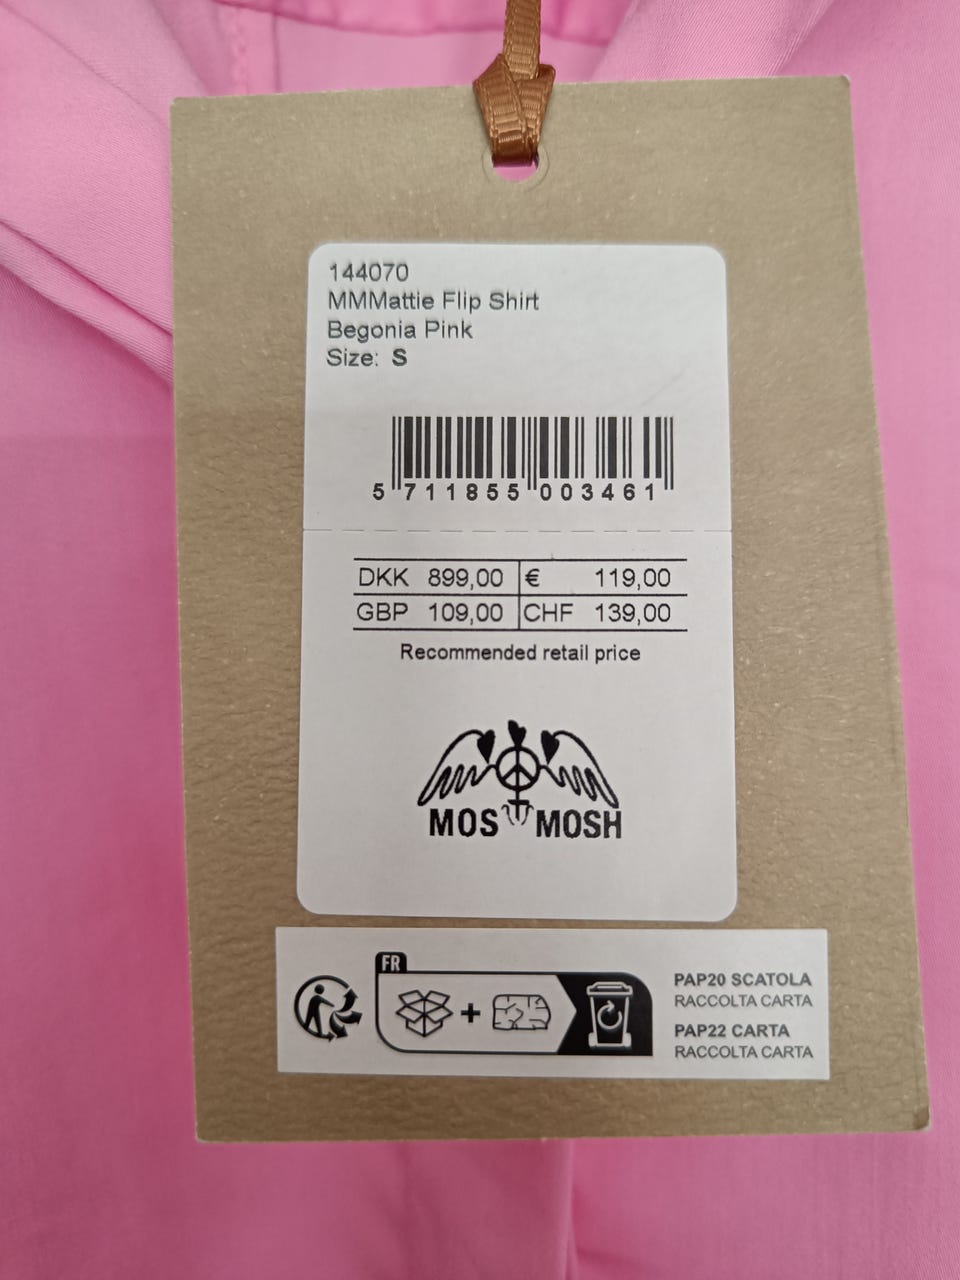 144070
MMMattie Flip Shirt
Begonia Pink
Size: S
5 711855 003461
DKK 899,00 € 119,00
GBP 109,00 CHF 139,00
Recommended retail price
MOS MOSH
FR
PAP20 SCATOLA
RACCOLTA CARTA
PAP22 CARTA
RACCOLTA CARTA